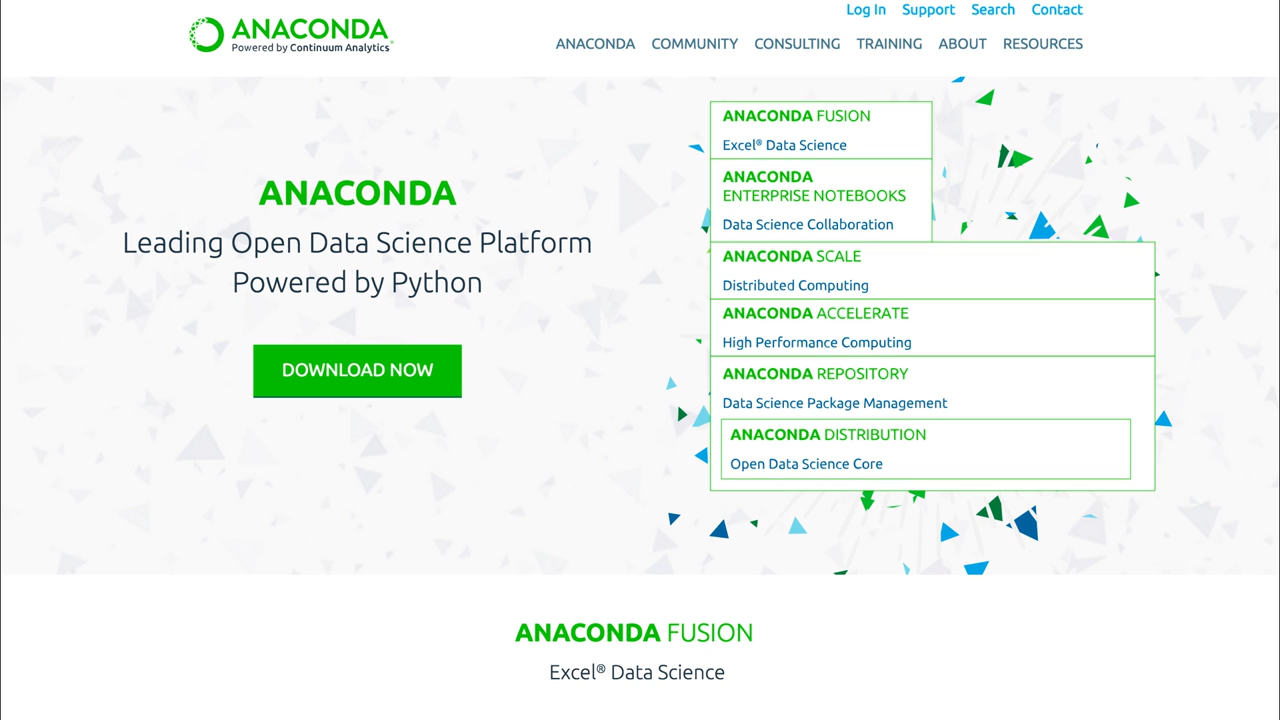 Log In Support Search Contact
ANACONDA
Powered by Continuum Analytics®
ANACONDA COMMUNITY CONSULTING TRAINING ABOUT RESOURCES
ANACONDA
Leading Open Data Science Platform
Powered by Python
DOWNLOAD NOW
ANACONDA FUSION
Excel® Data Science
ANACONDA
ENTERPRISE NOTEBOOKS
Data Science Collaboration
ANACONDA SCALE
Distributed Computing
ANACONDA ACCELERATE
High Performance Computing
ANACONDA REPOSITORY
Data Science Package Management
ANACONDA DISTRIBUTION
Open Data Science Core
ANACONDA FUSION
Excel® Data Science